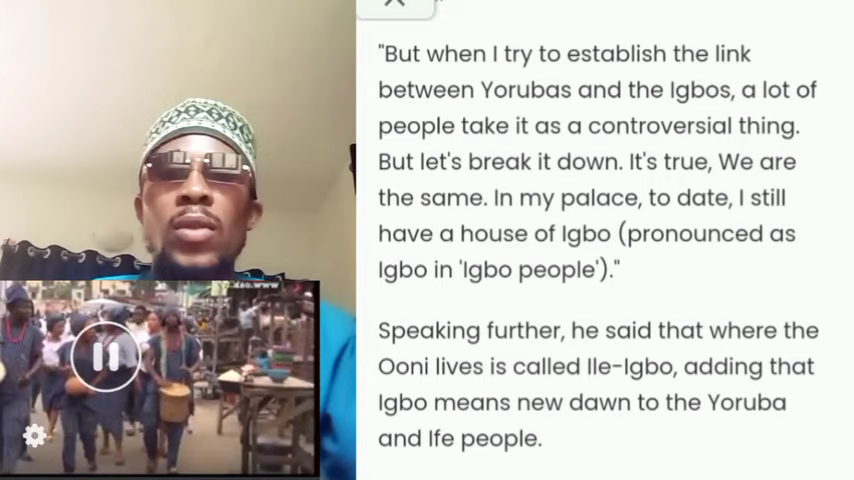 "But when I try to establish the link
between Yorubas and the Igbos, a lot of
people take it as a controversial thing.
But let's break it down. It's true, We are
the same. In my palace, to date, I still
have a house of Igbo (pronounced as
Igbo in 'Igbo people')."
Speaking further, he said that where the
Ooni lives is called Ile-Igbo, adding that
Igbo means new dawn to the Yoruba
and Ife people.